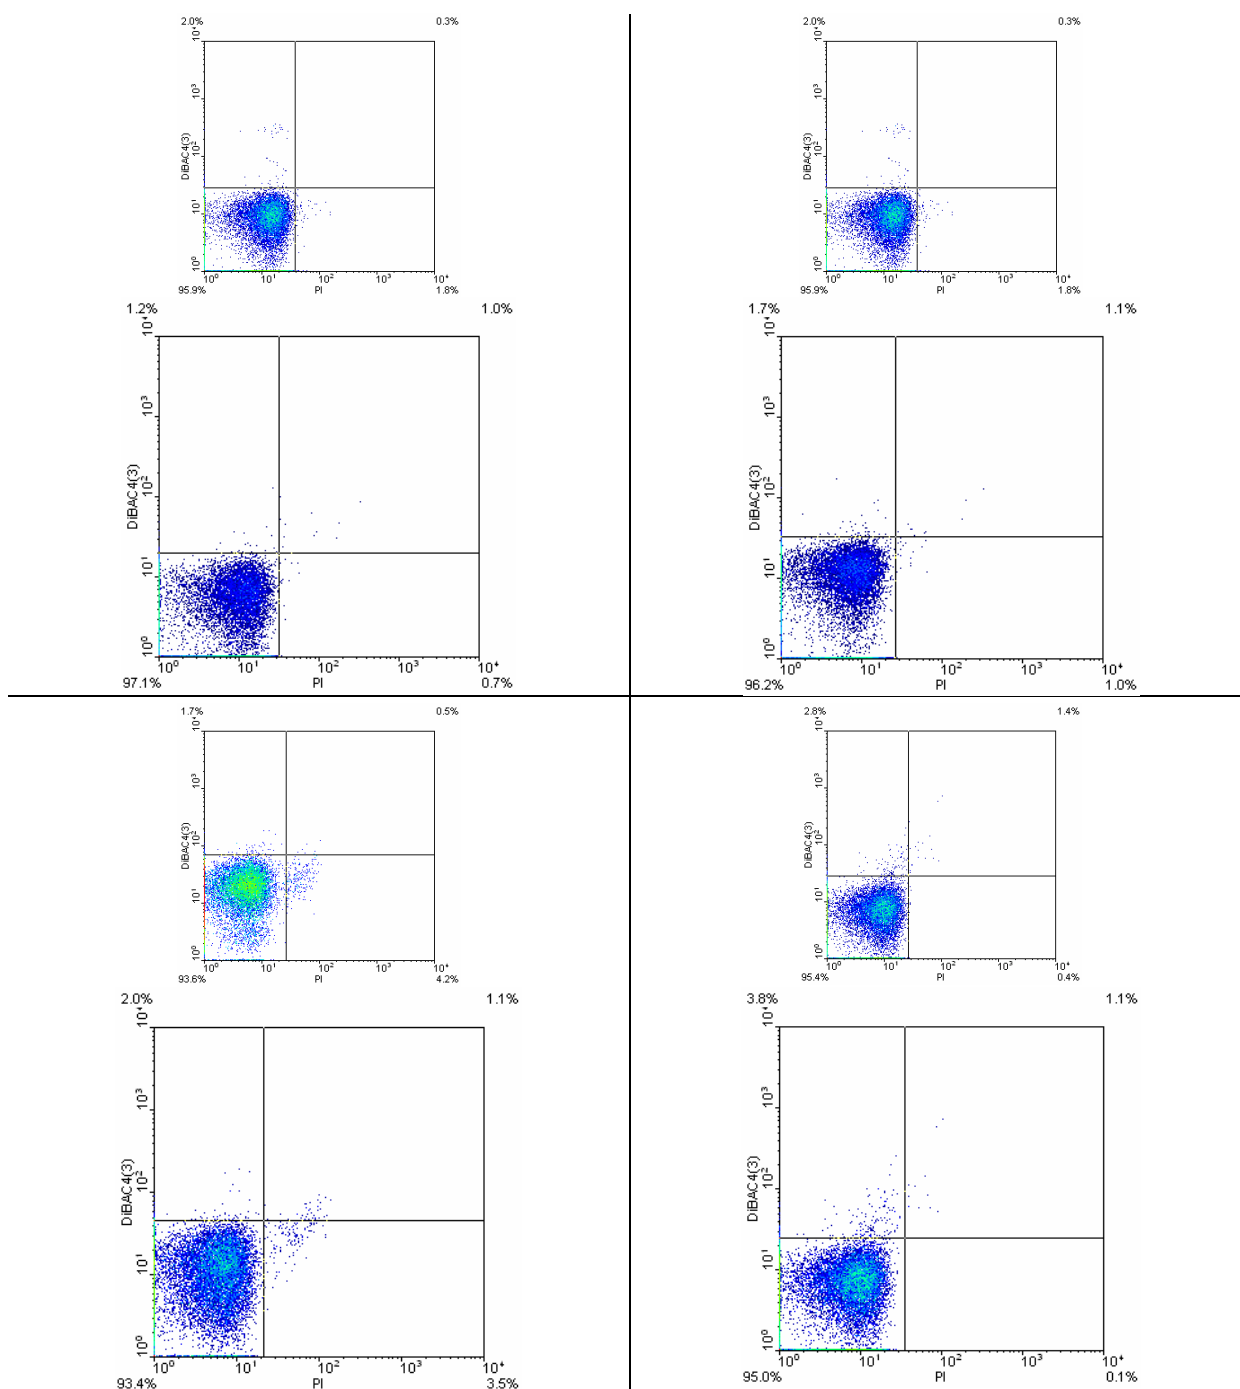 2.0% 0.3%
10⁴
10³
10²
10¹
10⁰
DiBAC4(3)
10⁰ 10¹ 10² 10³ 10⁴
95.9% PI 1.8%
2.0% 0.3%
10⁴
10³
10²
10¹
10⁰
DiBAC4(3)
10⁰ 10¹ 10² 10³ 10⁴
95.9% PI 1.8%
1.2% 1.0%
10⁴
10³
10²
10¹
10⁰
DiBAC4(3)
10⁰ 10¹ 10² 10³ 10⁴
97.1% PI 0.7%
1.7% 1.1%
10⁴
10³
10²
10¹
10⁰
DiBAC4(3)
10⁰ 10¹ 10² 10³ 10⁴
96.2% PI 1.0%
1.7% 0.5%
10⁴
10³
10²
10¹
10⁰
DiBAC4(3)
10⁰ 10¹ 10² 10³ 10⁴
93.6% PI 4.2%
2.8% 1.4%
10⁴
10³
10²
10¹
10⁰
DiBAC4(3)
10⁰ 10¹ 10² 10³ 10⁴
95.4% PI 0.4%
2.0% 1.1%
10⁴
10³
10²
10¹
10⁰
DiBAC4(3)
10⁰ 10¹ 10² 10³ 10⁴
93.4% PI 3.5%
3.8% 1.1%
10⁴
10³
10²
10¹
10⁰
DiBAC4(3)
10⁰ 10¹ 10² 10³ 10⁴
95.0% PI 0.1%